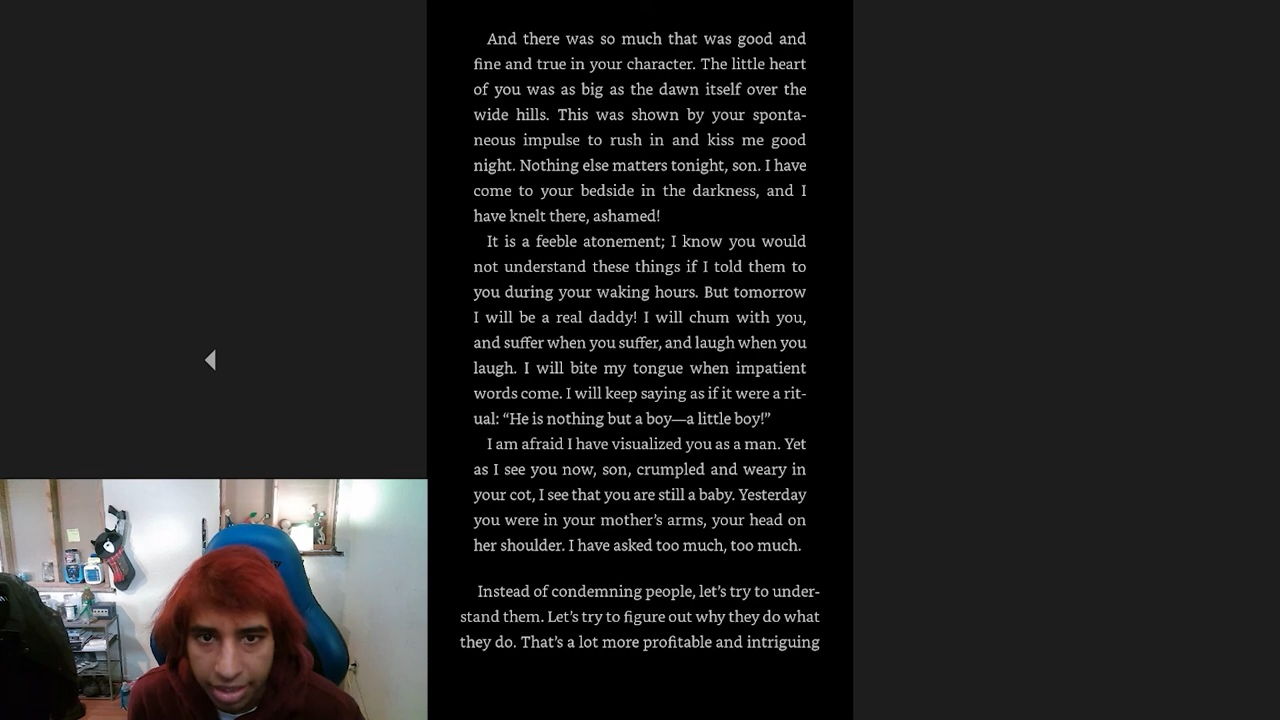 And there was so much that was good and
fine and true in your character. The little heart
of you was as big as the dawn itself over the
wide hills. This was shown by your sponta-
neous impulse to rush in and kiss me good
night. Nothing else matters tonight, son. I have
come to your bedside in the darkness, and I
have knelt there, ashamed!
It is a feeble atonement; I know you would
not understand these things if I told them to
you during your waking hours. But tomorrow
I will be a real daddy! I will chum with you,
and suffer when you suffer, and laugh when you
laugh. I will bite my tongue when impatient
words come. I will keep saying as if it were a rit-
ual: “He is nothing but a boy—a little boy!”
I am afraid I have visualized you as a man. Yet
as I see you now, son, crumpled and weary in
your cot, I see that you are still a baby. Yesterday
you were in your mother’s arms, your head on
her shoulder. I have asked too much, too much.
Instead of condemning people, let’s try to under-
stand them. Let’s try to figure out why they do what
they do. That’s a lot more profitable and intriguing